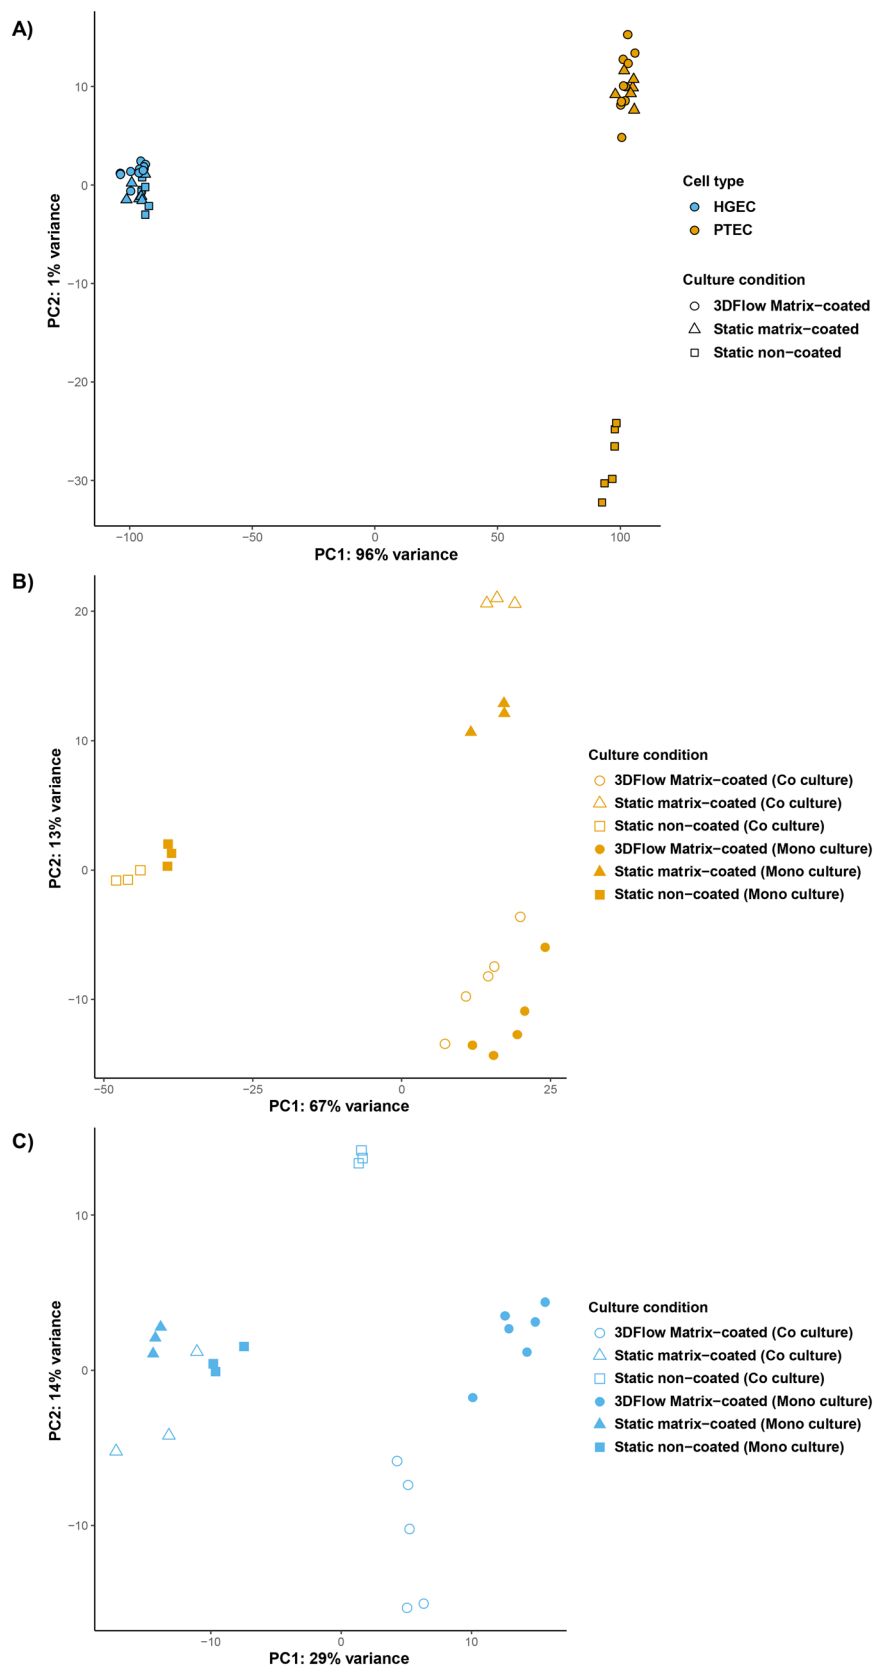 A)
10
0
−10
−20
−30
PC2: 1% variance
−100
−50
0
50
100
PC1: 96% variance
Cell type
HGEC
PTEC
Culture condition
3DFlow Matrix−coated
Static matrix−coated
Static non−coated
B)
20
10
0
−10
PC2: 13% variance
−50
−25
0
25
PC1: 67% variance
Culture condition
3DFlow Matrix−coated (Co culture)
Static matrix−coated (Co culture)
Static non−coated (Co culture)
3DFlow Matrix−coated (Mono culture)
Static matrix−coated (Mono culture)
Static non−coated (Mono culture)
C)
10
0
−10
PC2: 14% variance
−10
0
10
PC1: 29% variance
Culture condition
3DFlow Matrix−coated (Co culture)
Static matrix−coated (Co culture)
Static non−coated (Co culture)
3DFlow Matrix−coated (Mono culture)
Static matrix−coated (Mono culture)
Static non−coated (Mono culture)